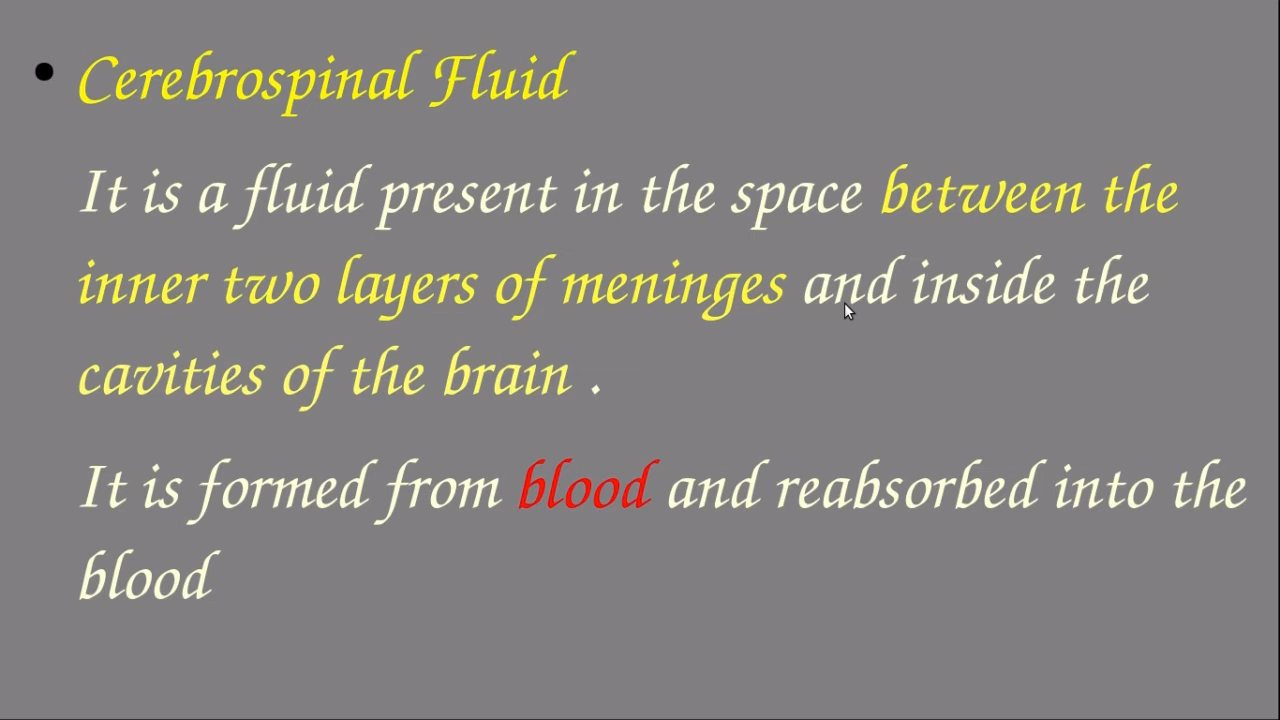 • Cerebrospinal Fluid
It is a fluid present in the space between the
inner two layers of meninges and inside the
cavities of the brain .
It is formed from blood and reabsorbed into the
blood